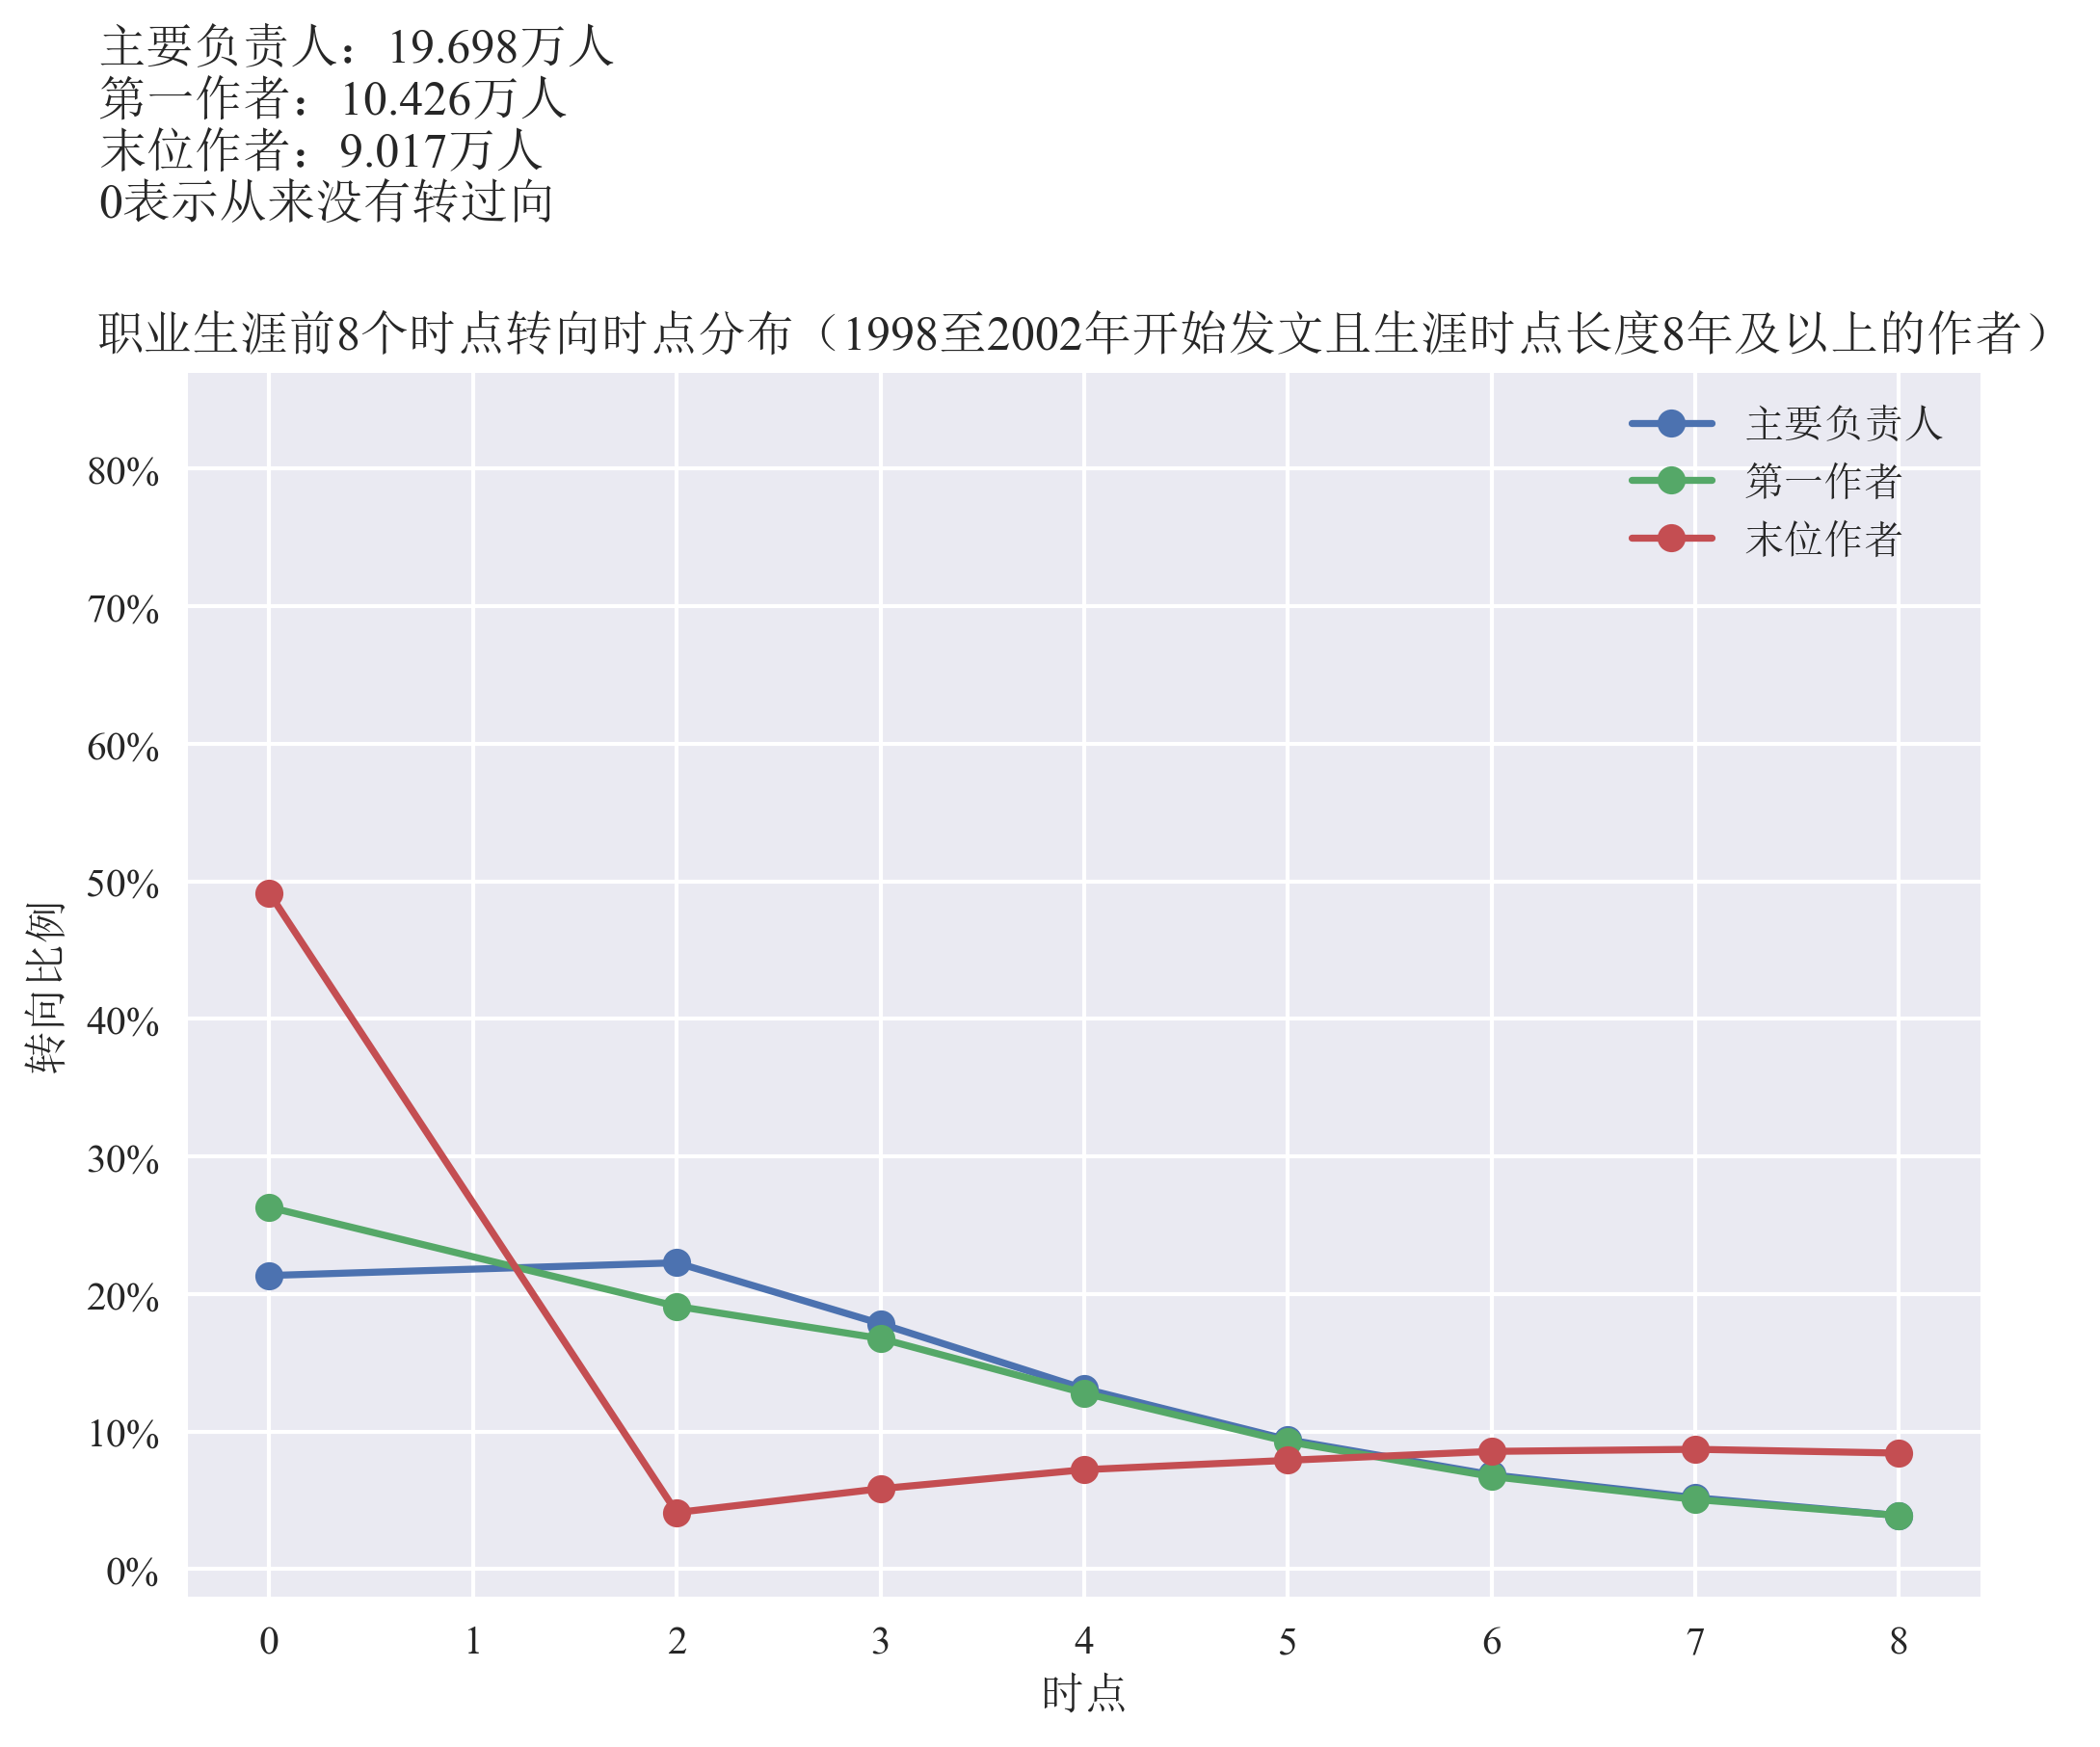 主要负责人：19.698万人
第一作者：10.426万人
末位作者：9.017万人
0表示从来没有转过向
职业生涯前8个时点转向时点分布（1998至2002年开始发文且生涯时点长度8年及以上的作者）
主要负责人
第一作者
末位作者
80%
70%
60%
50%
40%
30%
20%
10%
0%
转向比例
0 1 2 3 4 5 6 7 8
时点